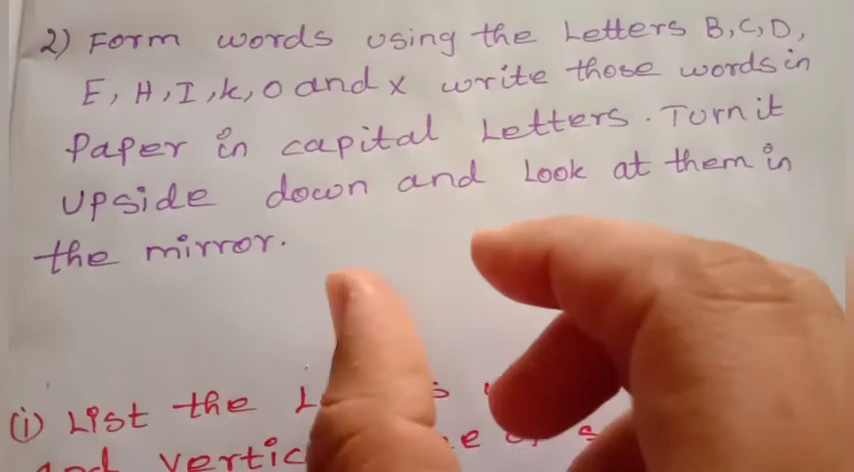 2) Form words using the Letters B, C, D,
E, H, I, k, O and x write those words in
Paper in capital Letters. Turn it
upside down and Look at them in
the mirror.
(i) List the
and